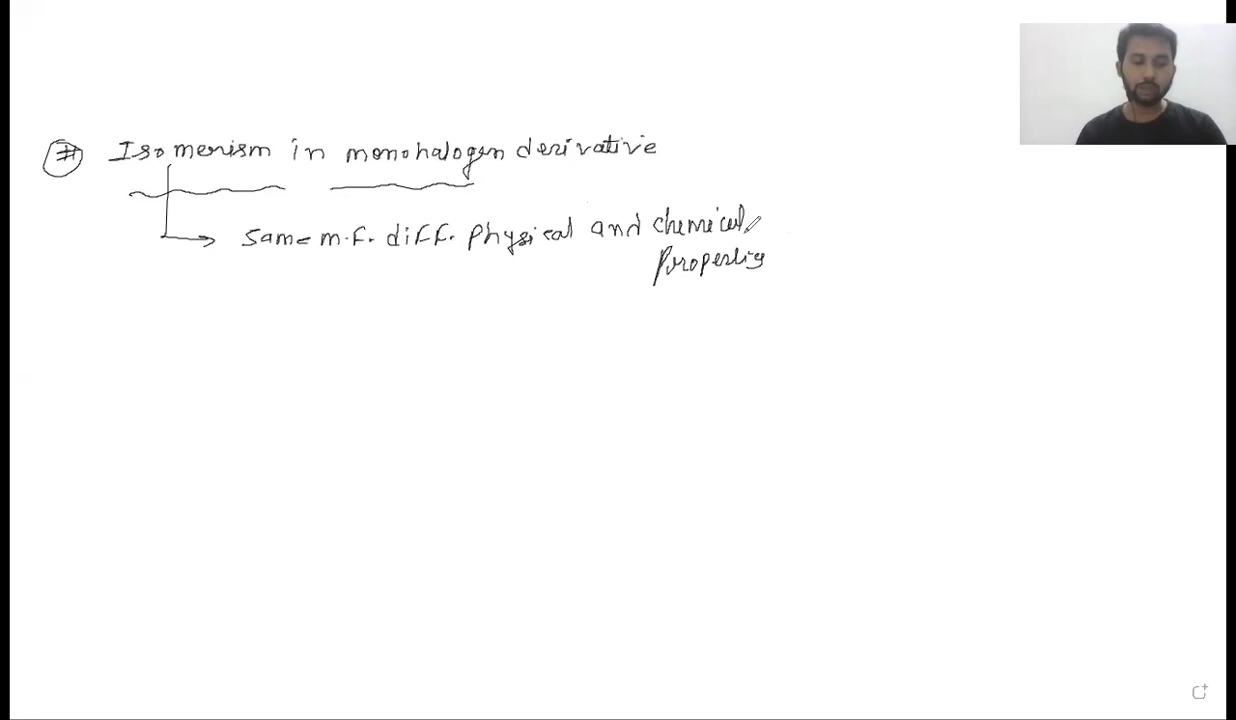 # Isomerism in monohalogen derivative
same m.f. diff. physical and chemical
properties